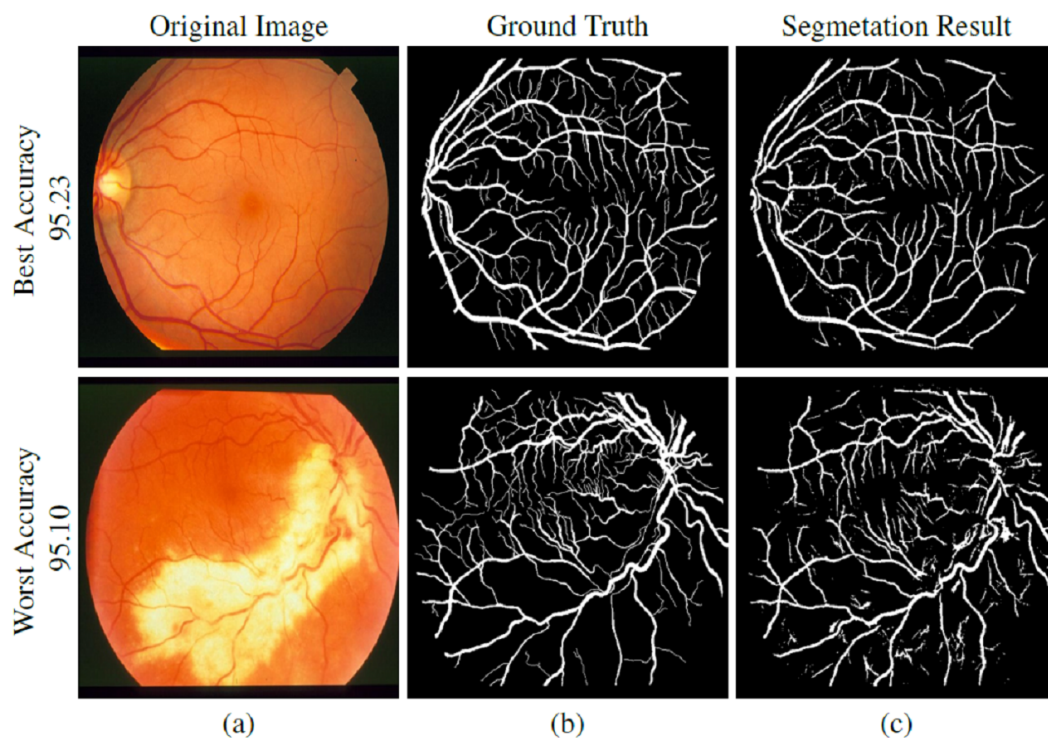 Original Image
Ground Truth
Segmetation Result
Best Accuracy
95.23
Worst Accuracy
95.10
(a)
(b)
(c)